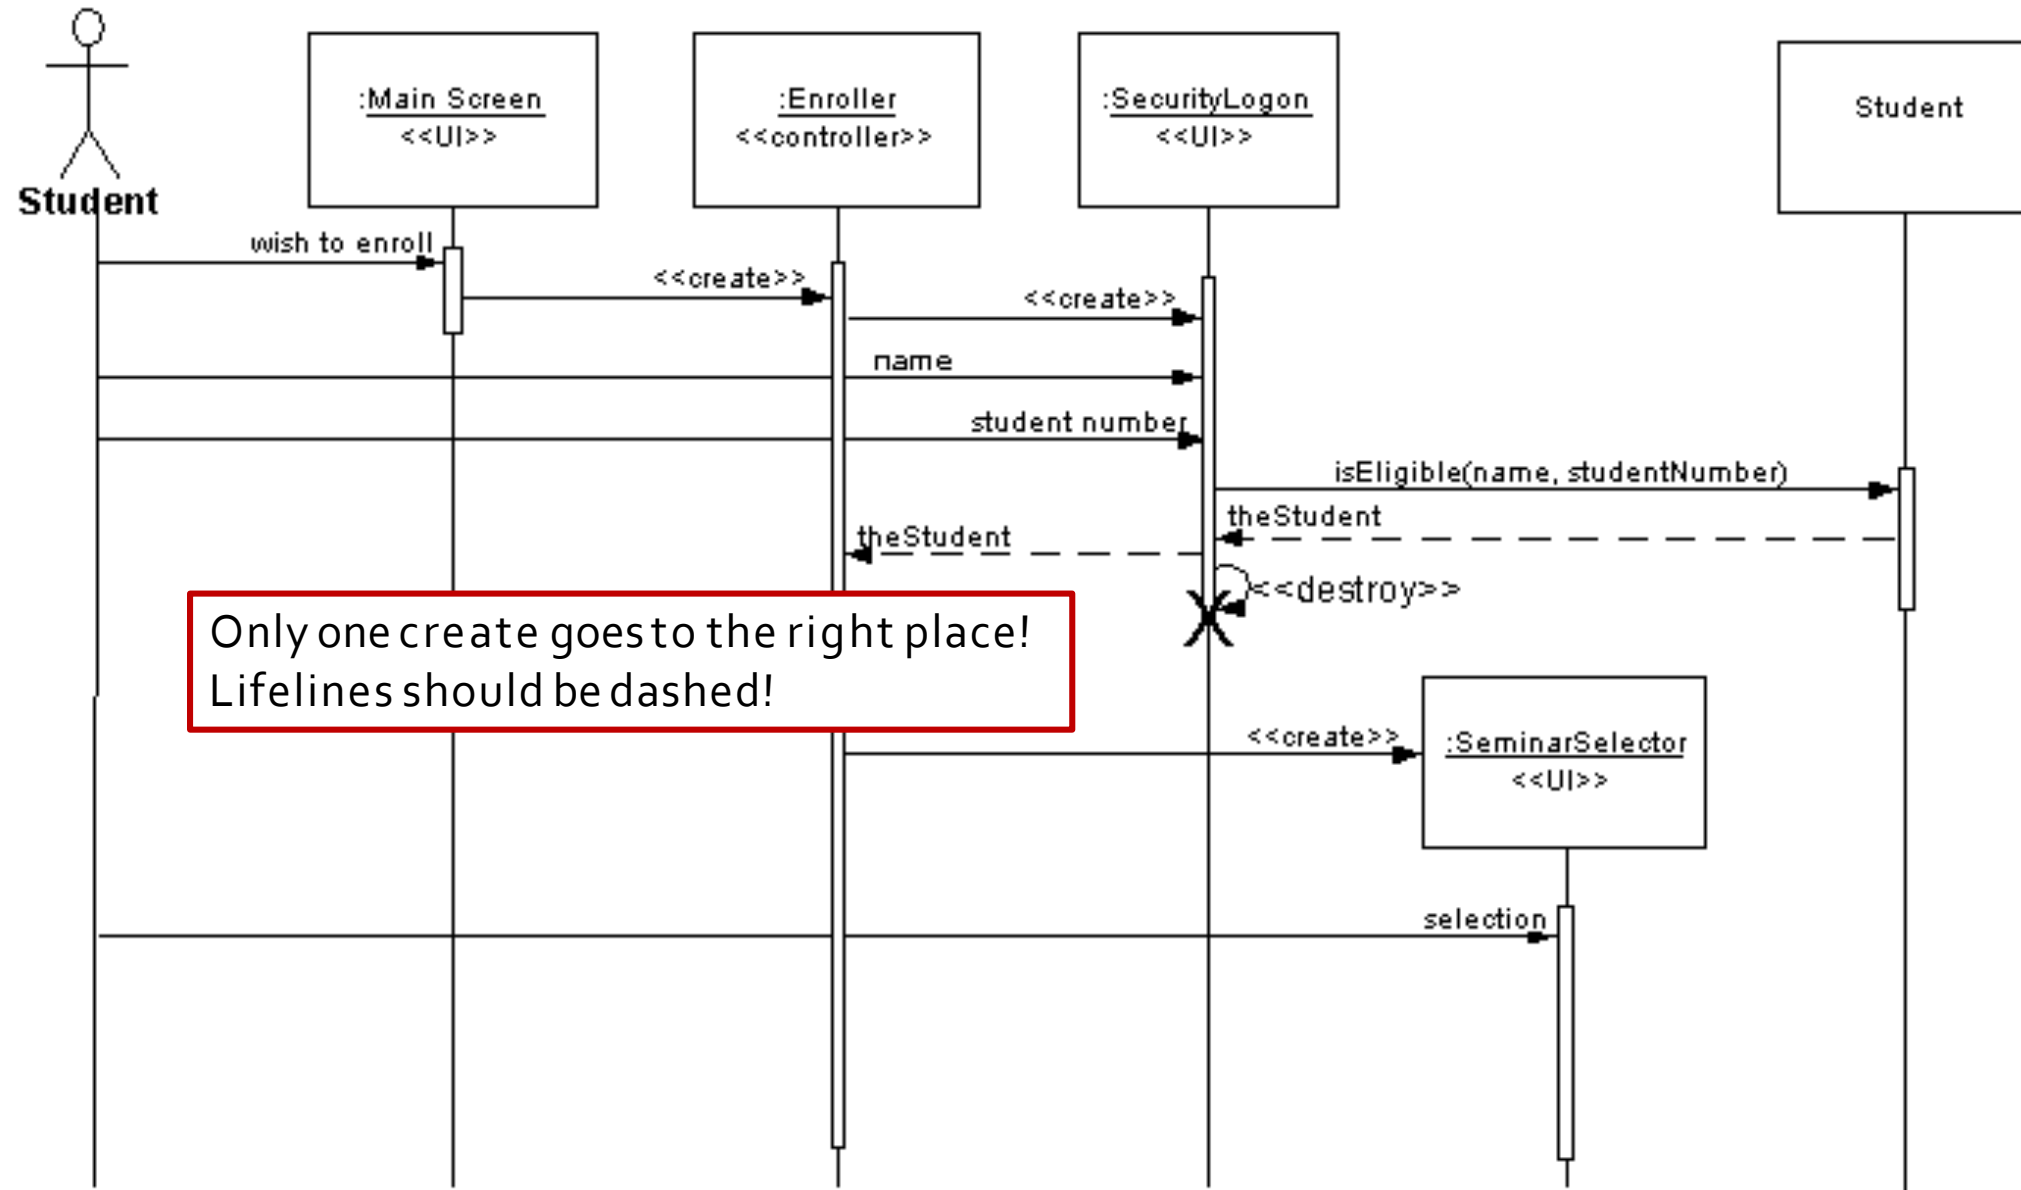 :Main Screen
<<UI>>
:Enroller
<<controller>>
:SecurityLogon
<<UI>>
Student
Student
wish to enroll
<<create>>
<<create>>
name
student number
isEligible(name, studentNumber)
theStudent
theStudent
<<destroy>>
Only one create goes to the right place!
Lifelines should be dashed!
<<create>>
:SeminarSelector
<<UI>>
selection